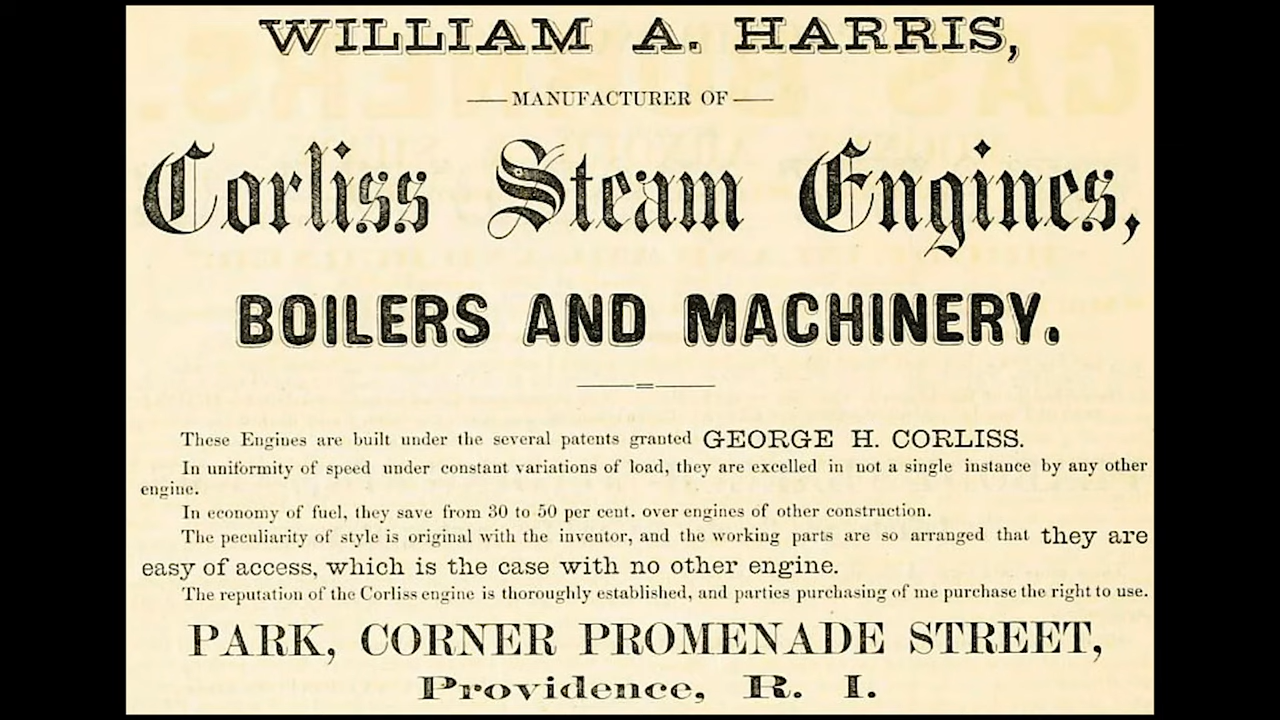 WILLIAM A. HARRIS,
MANUFACTURER OF
Corliss Steam Engines,
BOILERS AND MACHINERY.
These Engines are built under the several patents granted GEORGE H. CORLISS.
In uniformity of speed under constant variations of load, they are excelled in not a single instance by any other
engine.
In economy of fuel, they save from 30 to 50 per cent. over engines of other construction.
The peculiarity of style is original with the inventor, and the working parts are so arranged that they are
easy of access, which is the case with no other engine.
The reputation of the Corliss engine is thoroughly established, and parties purchasing of me purchase the right to use.
PARK, CORNER PROMENADE STREET,
Providence, R. I.